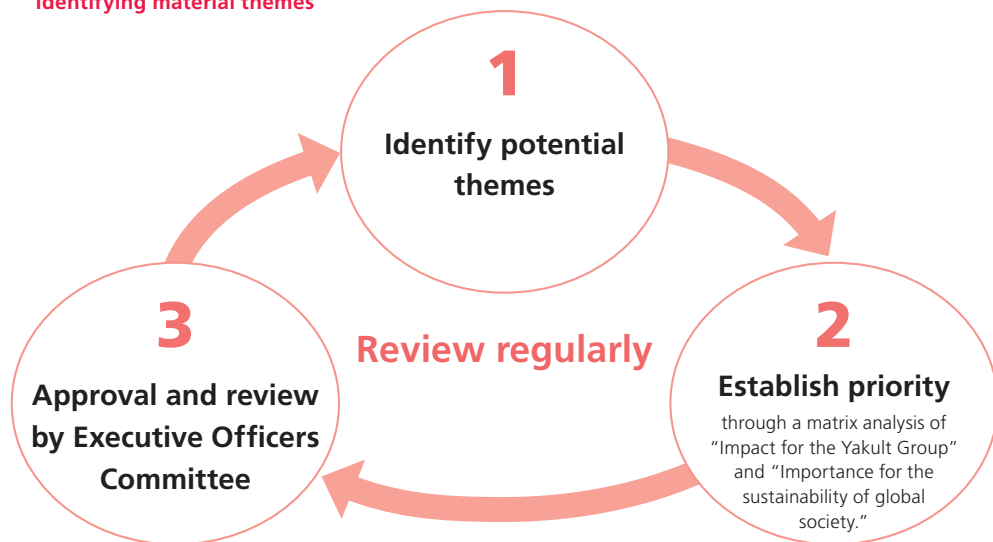 Identifying material themes
1
Identify potential
themes
2
Establish priority
through a matrix analysis of
“Impact for the Yakult Group”
and “Importance for the
sustainability of global
society.”
3
Approval and review
by Executive Officers
Committee
Review regularly